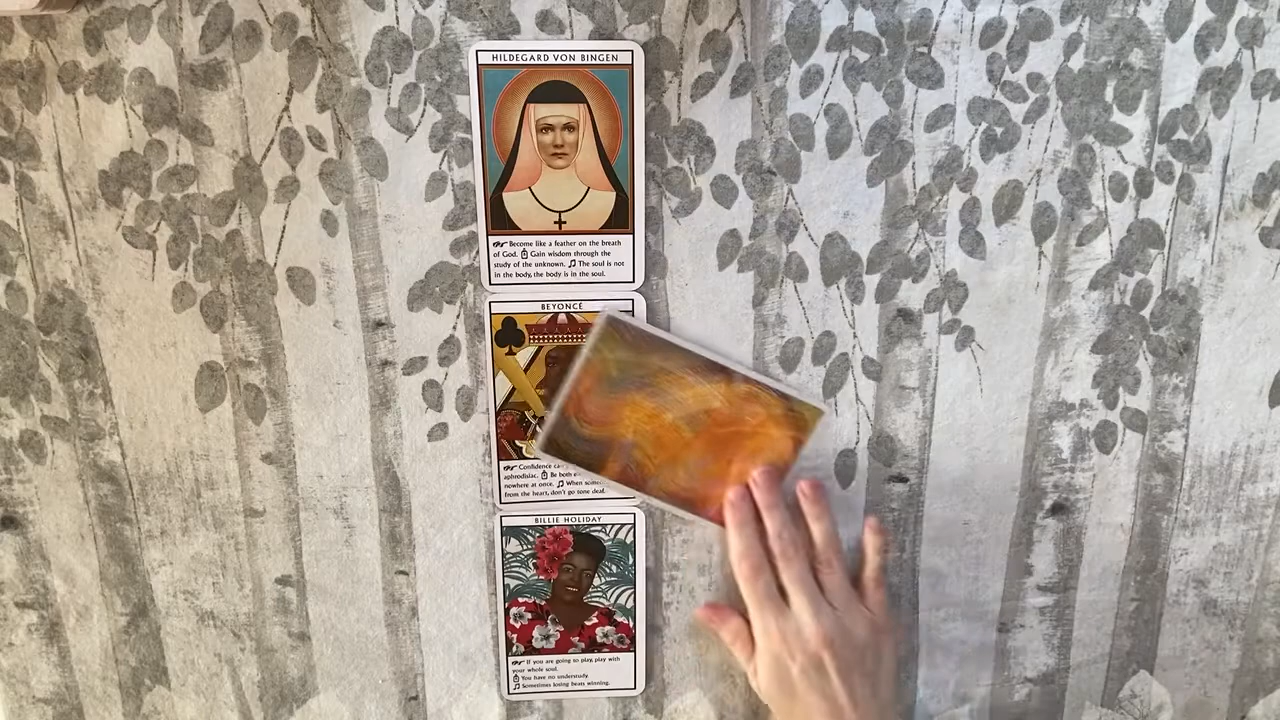 HILDEGARD VON BINGEN
Become like a feather on the breath
of God. Gain wisdom through the
study of the unknown. The soul is not
in the body, the body is in the soul.
BEYONCÉ
Confidence
aphrodisiac. Be both
nowhere at once. When
from the heart, don't go tone deaf.
BILLIE HOLIDAY
If you are going to play, play with
your whole soul.
You have no understudy.
Sometimes losing beats winning.